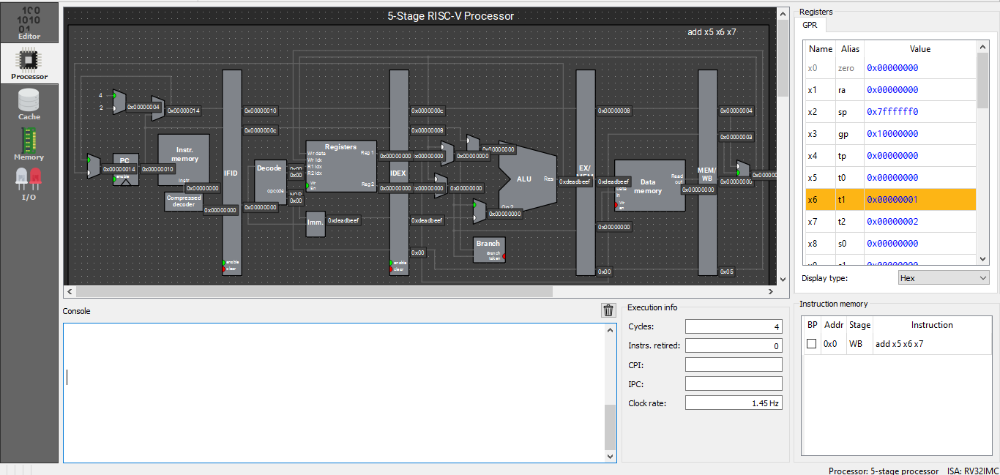 100
1010
01
Editor
Processor
Cache
Memory
I/O
5-Stage RISC-V Processor
add x5 x6 x7
4
2
0x00000004
0x00000014
0x00000010
0x0000000c
0x0000000c
0x00000008
0x00000008
0x00000004
0x00000003
PC
enable
0x00000014
0x00000010
Instr.
memory
Instr
0x00000000
Compressed
decoder
0x00000000
IFID
enable
clear
0x00000000
Decode
opcode
0x00
0x00
NOP
0x00
Registers
Wr data
Wr Idx
R1 Idx
R2 Idx
Wr
En
Reg 1
Reg 2
Imm.
0xdeadbeef
0x00000000
0x00000000
IDEX
enable
clear
0x00000000
0x00000000
0xdeadbeef
0x00
0x00000000
0x00000000
0x00000000
0x00000000
ALU
Res
Op 2
Branch
Branch
taken
0xdeadbeef
EX/
MEM
0xdeadbeef
0x00000000
0x00
Data
memory
Data
in
Wr
en
Read
out
0x00000000
MEM/
WB
0x00000000
0x05
Console
Execution info
Cycles:
4
Instrs. retired:
0
CPI:
IPC:
Clock rate:
1.45 Hz
Registers
GPR
Name Alias Value
x0 zero 0x00000000
x1 ra 0x00000000
x2 sp 0x7ffffff0
x3 gp 0x10000000
x4 tp 0x00000000
x5 t0 0x00000000
x6 t1 0x00000001
x7 t2 0x00000002
x8 s0 0x00000000
x9 s1 0x00000000
Display type:
Hex
Instruction memory
BP Addr Stage Instruction
0x0 WB add x5 x6 x7
Processor: 5-stage processor ISA: RV32IMC